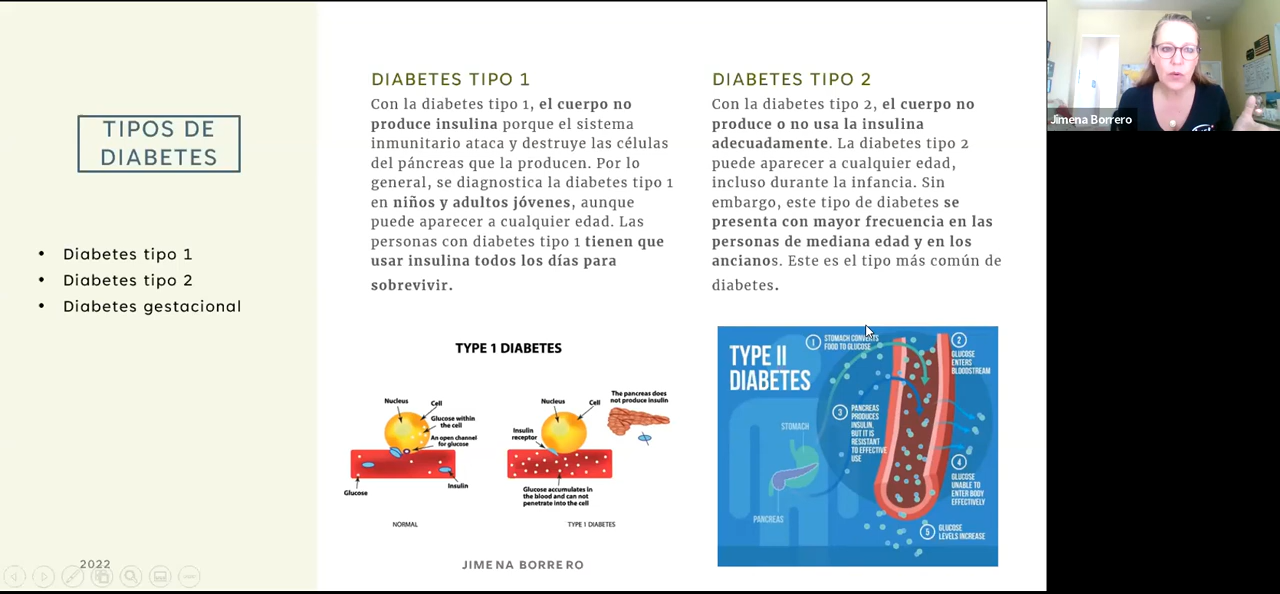 TIPOS DE
DIABETES
• Diabetes tipo 1
• Diabetes tipo 2
• Diabetes gestacional
2022
DIABETES TIPO 1
Con la diabetes tipo 1, el cuerpo no
produce insulina porque el sistema
inmunitario ataca y destruye las células
del páncreas que la producen. Por lo
general, se diagnostica la diabetes tipo 1
en niños y adultos jóvenes, aunque
puede aparecer a cualquier edad. Las
personas con diabetes tipo 1 tienen que
usar insulina todos los días para
sobrevivir.
TYPE 1 DIABETES
Nucleus
Cell
Glucose within
the cell
An open channel
for glucose
Glucose
Insulin
NORMAL
Nucleus
Cell
The pancreas does
not produce insulin
Insulin
receptor
Glucose accumulates in
the blood and can not
penetrate into the cell
TYPE 1 DIABETES
JIMENA BORRERO
DIABETES TIPO 2
Con la diabetes tipo 2, el cuerpo no
produce o no usa la insulina
adecuadamente. La diabetes tipo 2
puede aparecer a cualquier edad,
incluso durante la infancia. Sin
embargo, este tipo de diabetes se
presenta con mayor frecuencia en las
personas de mediana edad y en los
ancianos. Este es el tipo más común de
diabetes.
TYPE II
DIABETES
1
STOMACH CONVERTS
FOOD TO GLUCOSE
2
GLUCOSE
ENTERS
BLOODSTREAM
3
PANCREAS
PRODUCES
INSULIN,
BUT IT IS
RESISTANT
TO EFFECTIVE
USE
STOMACH
PANCREAS
4
GLUCOSE
UNABLE TO
ENTER BODY
EFFECTIVELY
5
GLUCOSE
LEVELS INCREASE
Jimena Borrero